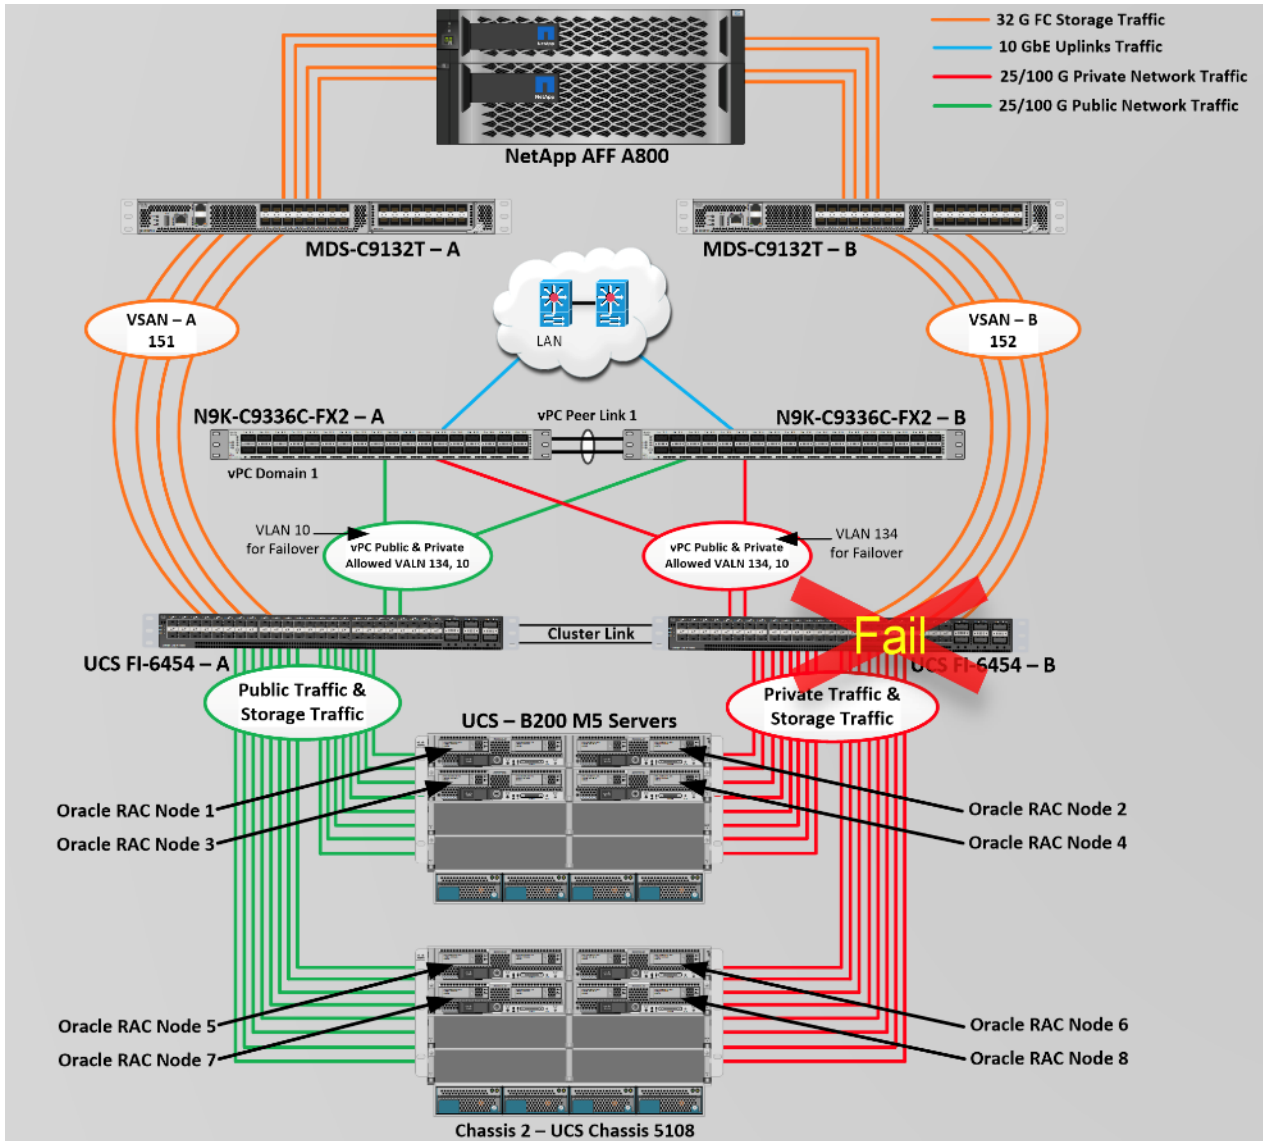 32 G FC Storage Traffic
10 GbE Uplinks Traffic
25/100 G Private Network Traffic
25/100 G Public Network Traffic
NetApp
NetApp
NetApp AFF A800
MDS-C9132T – A
MDS-C9132T – B
VSAN – A
151
VSAN – B
152
LAN
N9K-C9336C-FX2 – A
vPC Peer Link 1
N9K-C9336C-FX2 – B
vPC Domain 1
VLAN 10
for Failover
vPC Public & Private
Allowed VALN 134, 10
vPC Public & Private
Allowed VALN 134, 10
VLAN 134
for Failover
Cluster Link
Fail
UCS FI-6454 – A
UCS FI-6454 – B
Public Traffic &
Storage Traffic
Private Traffic &
Storage Traffic
UCS – B200 M5 Servers
Oracle RAC Node 1
Oracle RAC Node 2
Oracle RAC Node 3
Oracle RAC Node 4
Oracle RAC Node 5
Oracle RAC Node 6
Oracle RAC Node 7
Oracle RAC Node 8
Chassis 2 – UCS Chassis 5108